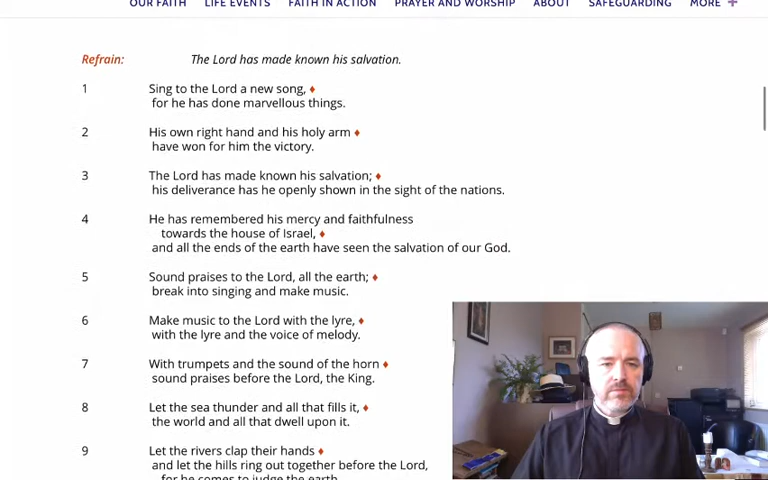 OUR FAITH LIFE EVENTS FAITH IN ACTION PRAYER AND WORSHIP ABOUT SAFEGUARDING MORE +
Refrain: The Lord has made known his salvation.
1 Sing to the Lord a new song, ♦
for he has done marvellous things.
2 His own right hand and his holy arm ♦
have won for him the victory.
3 The Lord has made known his salvation; ♦
his deliverance has he openly shown in the sight of the nations.
4 He has remembered his mercy and faithfulness
towards the house of Israel, ♦
and all the ends of the earth have seen the salvation of our God.
5 Sound praises to the Lord, all the earth; ♦
break into singing and make music.
6 Make music to the Lord with the lyre, ♦
with the lyre and the voice of melody.
7 With trumpets and the sound of the horn ♦
sound praises before the Lord, the King.
8 Let the sea thunder and all that fills it, ♦
the world and all that dwell upon it.
9 Let the rivers clap their hands ♦
and let the hills ring out together before the Lord,
for he comes to judge the earth